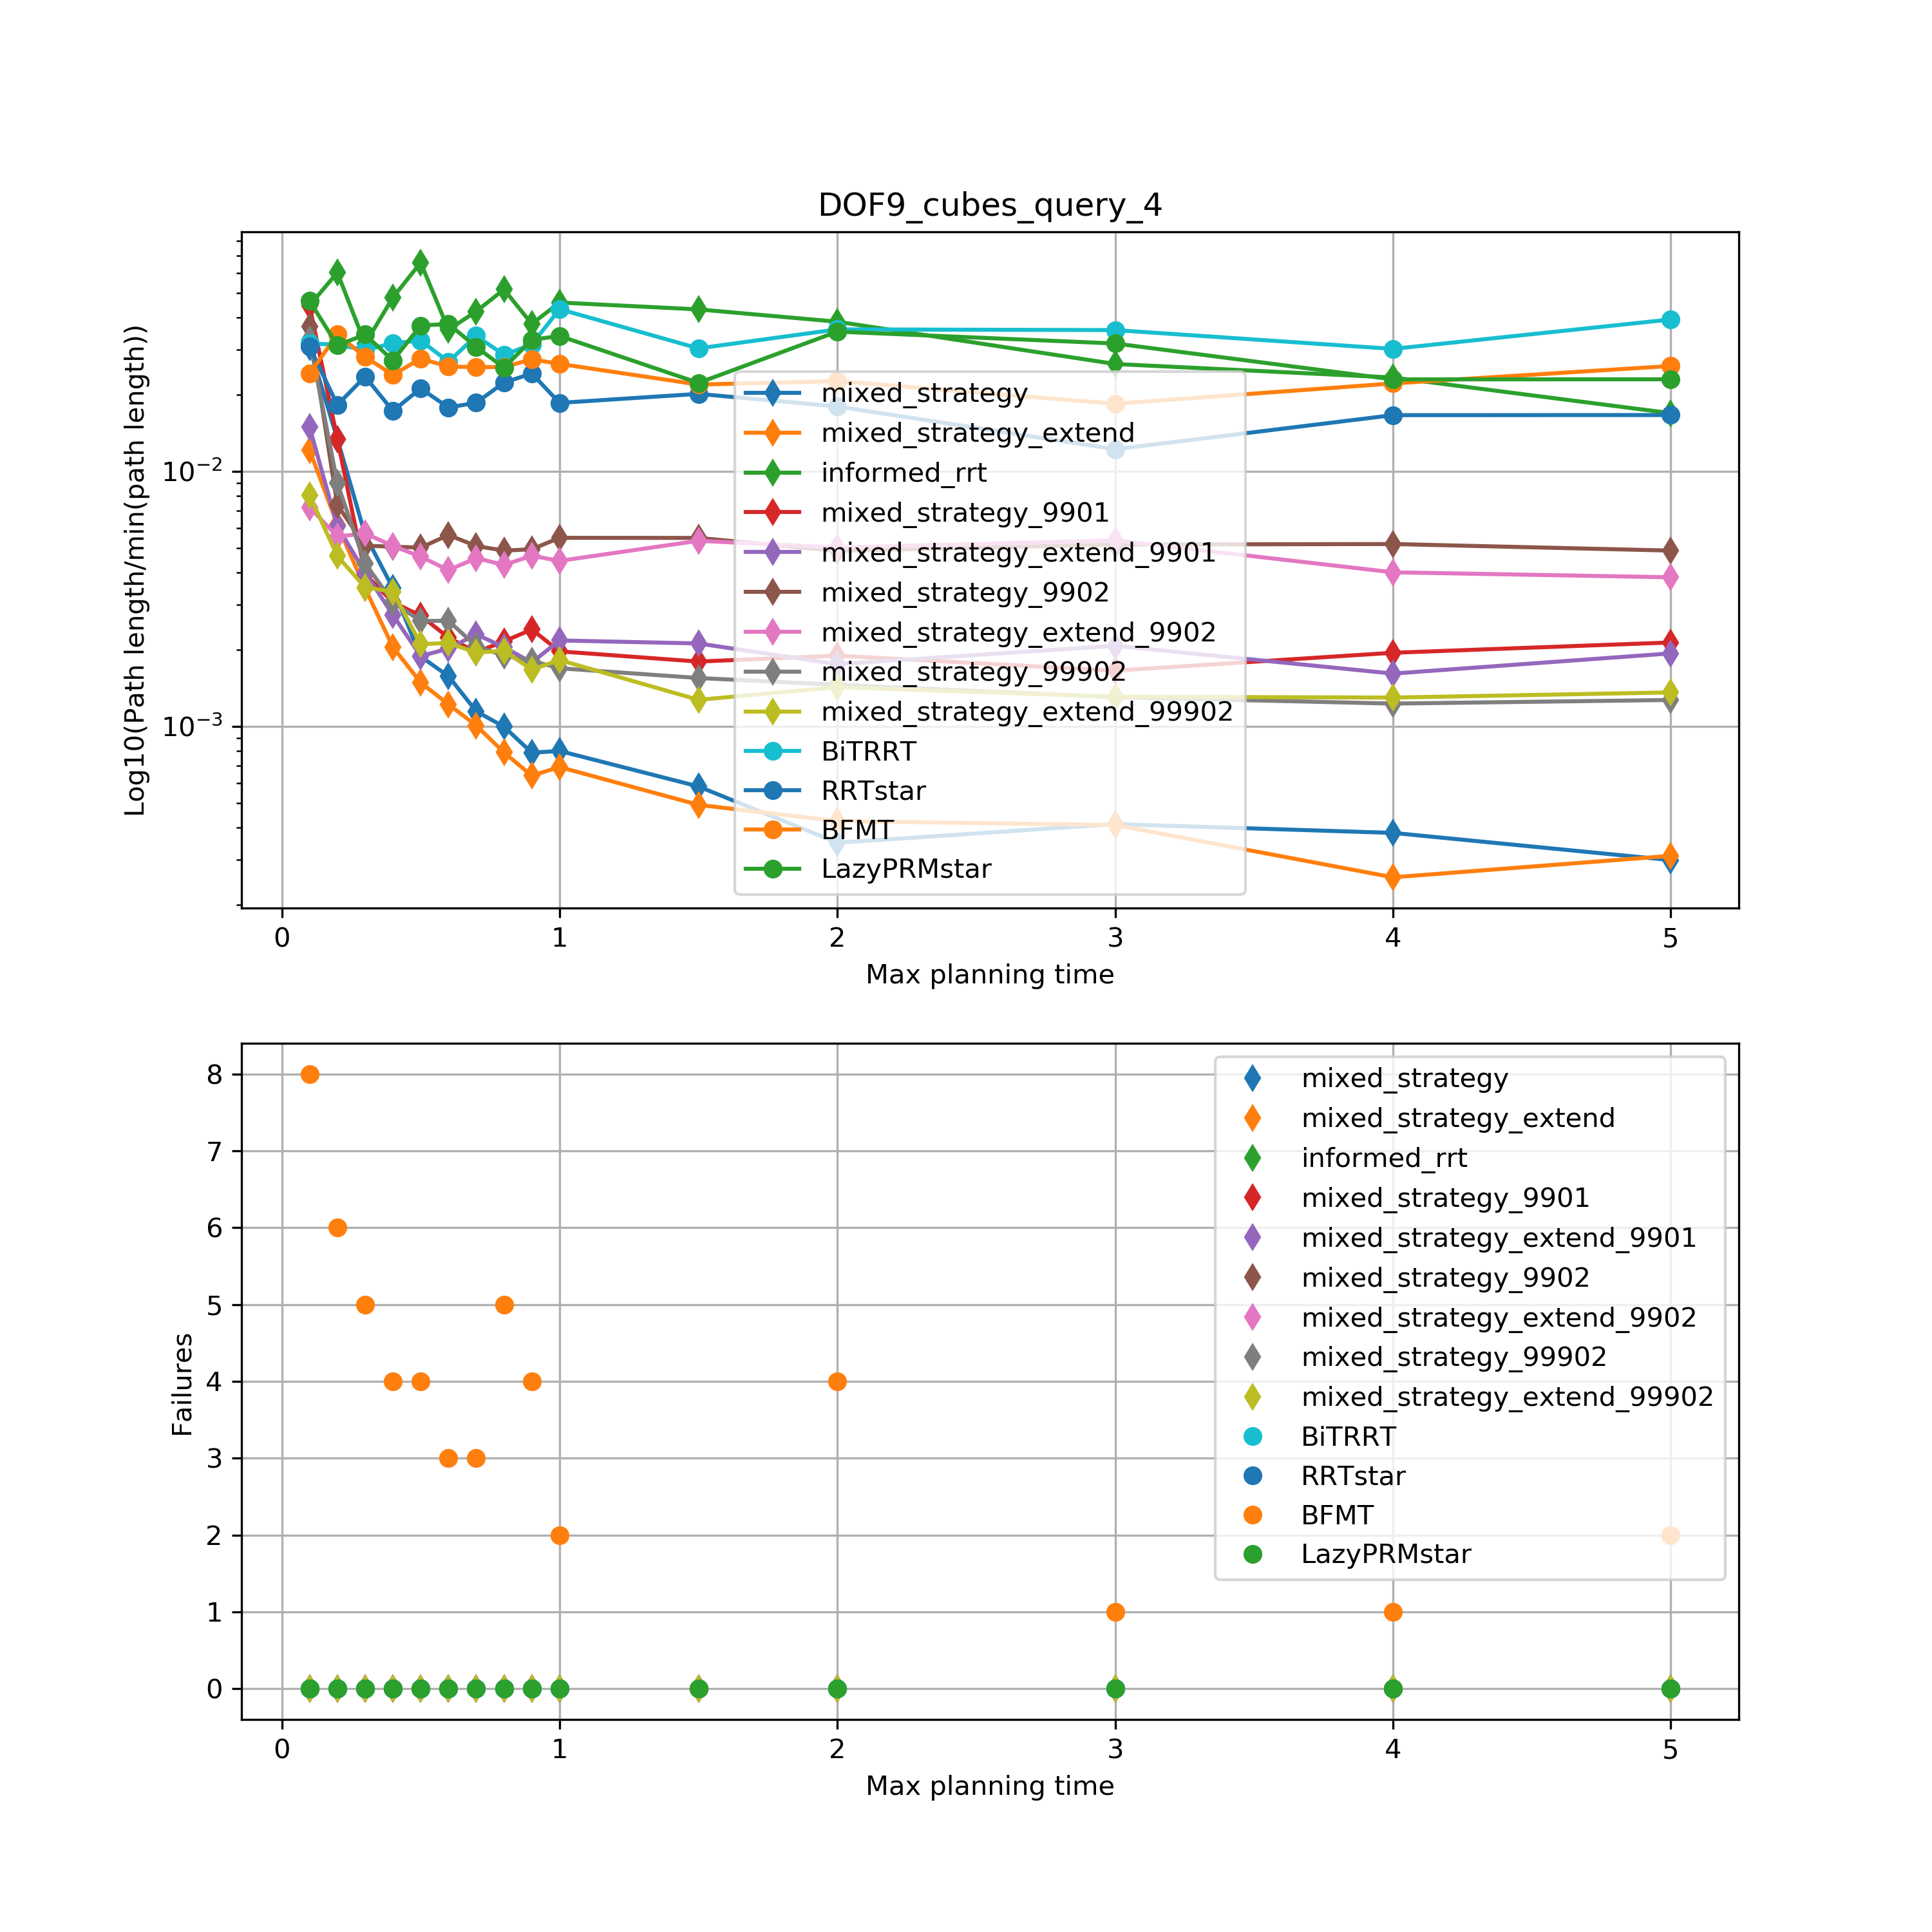 DOF9_cubes_query_4
Log10(Path length/min(path length))
10⁻²
10⁻³
mixed_strategy
mixed_strategy_extend
informed_rrt
mixed_strategy_9901
mixed_strategy_extend_9901
mixed_strategy_9902
mixed_strategy_extend_9902
mixed_strategy_99902
mixed_strategy_extend_99902
BiTRRT
RRTstar
BFMT
LazyPRMstar
0 1 2 3 4 5
Max planning time
Failures
8
7
6
5
4
3
2
1
0
mixed_strategy
mixed_strategy_extend
informed_rrt
mixed_strategy_9901
mixed_strategy_extend_9901
mixed_strategy_9902
mixed_strategy_extend_9902
mixed_strategy_99902
mixed_strategy_extend_99902
BiTRRT
RRTstar
BFMT
LazyPRMstar
0 1 2 3 4 5
Max planning time